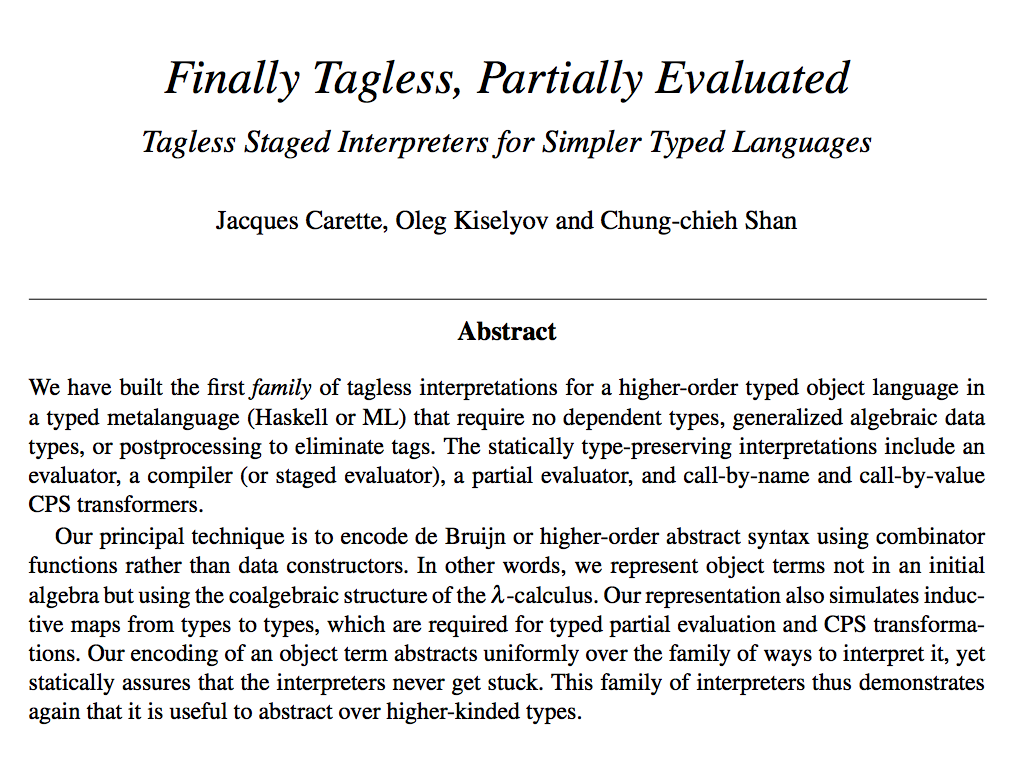 Finally Tagless, Partially Evaluated
Tagless Staged Interpreters for Simpler Typed Languages
Jacques Carette, Oleg Kiselyov and Chung-chieh Shan
Abstract
We have built the first family of tagless interpretations for a higher-order typed object language in
a typed metalanguage (Haskell or ML) that require no dependent types, generalized algebraic data
types, or postprocessing to eliminate tags. The statically type-preserving interpretations include an
evaluator, a compiler (or staged evaluator), a partial evaluator, and call-by-name and call-by-value
CPS transformers.
Our principal technique is to encode de Bruijn or higher-order abstract syntax using combinator
functions rather than data constructors. In other words, we represent object terms not in an initial
algebra but using the coalgebraic structure of the λ-calculus. Our representation also simulates induc-
tive maps from types to types, which are required for typed partial evaluation and CPS transforma-
tions. Our encoding of an object term abstracts uniformly over the family of ways to interpret it, yet
statically assures that the interpreters never get stuck. This family of interpreters thus demonstrates
again that it is useful to abstract over higher-kinded types.